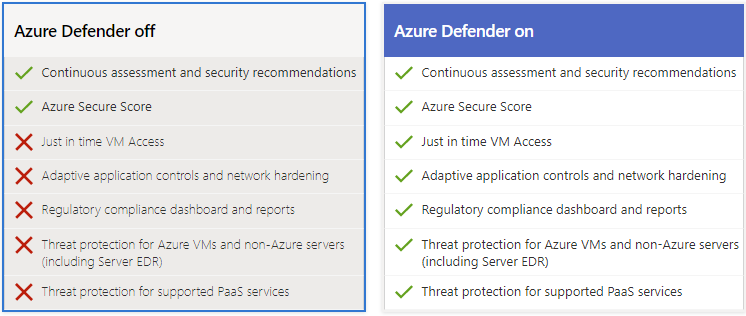 Azure Defender off
Continuous assessment and security recommendations
Azure Secure Score
Just in time VM Access
Adaptive application controls and network hardening
Regulatory compliance dashboard and reports
Threat protection for Azure VMs and non-Azure servers
(including Server EDR)
Threat protection for supported PaaS services
Azure Defender on
Continuous assessment and security recommendations
Azure Secure Score
Just in time VM Access
Adaptive application controls and network hardening
Regulatory compliance dashboard and reports
Threat protection for Azure VMs and non-Azure servers
(including Server EDR)
Threat protection for supported PaaS services